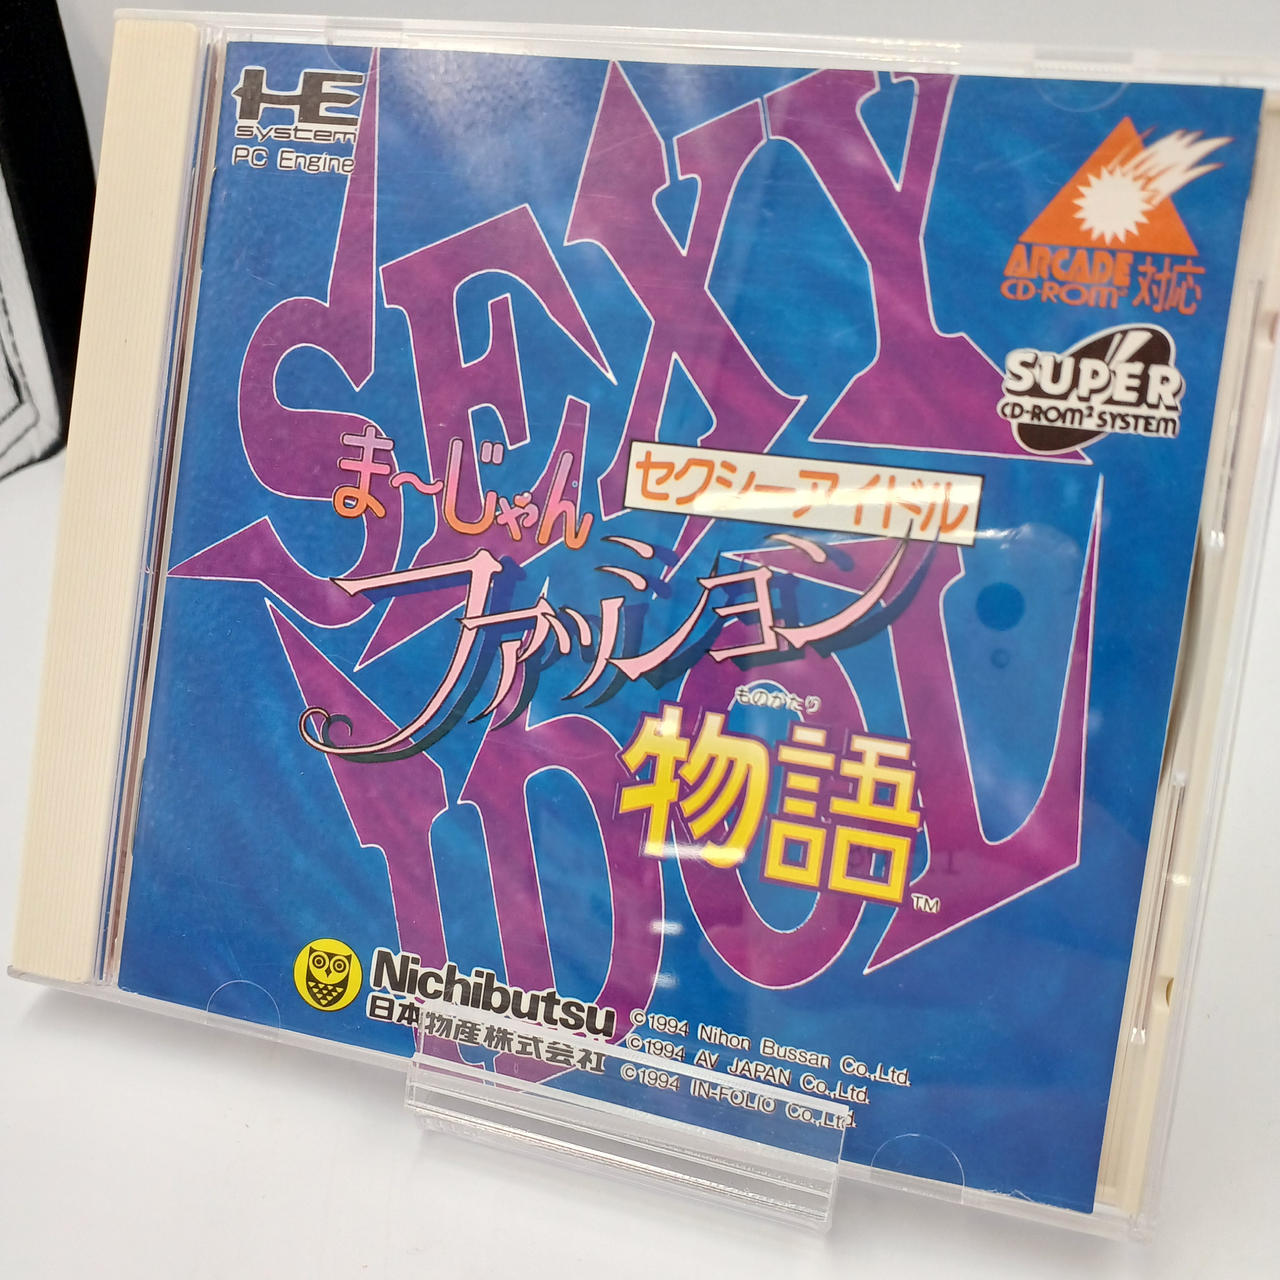 HE
system
PC Engine
SEXY
IDOL
ARCADE
CD-ROM² 対応
SUPER
CD-ROM² SYSTEM
ま〜じゃん
セクシーアイドル
ファッション
ものがたり
物語
TM
Nichibutsu
日本物産株式会社
©1994 Nihon Bussan Co.,Ltd.
©1994 AV JAPAN Co.,Ltd.
©1994 IN-FOLIO Co.,Ltd.